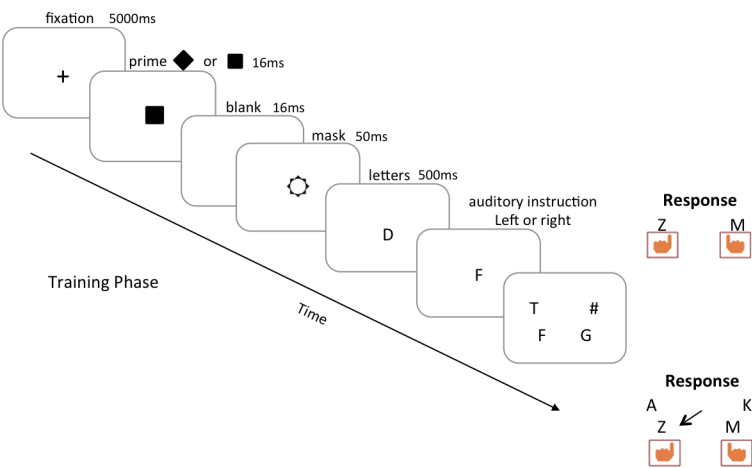 fixation 5000ms
+
prime or 16ms
blank 16ms
mask 50ms
letters 500ms
D
auditory instruction
Left or right
F
T #
F G
Response
Z M
Training Phase
Time
Response
A K
Z M